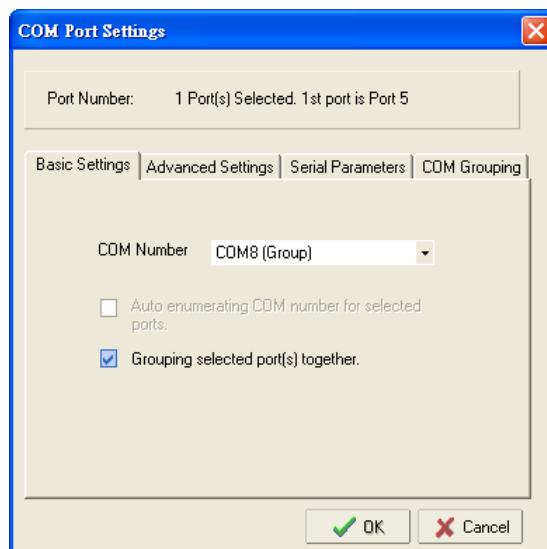 COM Port Settings
Port Number: 1 Port(s) Selected. 1st port is Port 5
Basic Settings Advanced Settings Serial Parameters COM Grouping
COM Number COM8 (Group)
Auto enumerating COM number for selected
ports.
Grouping selected port(s) together.
OK Cancel